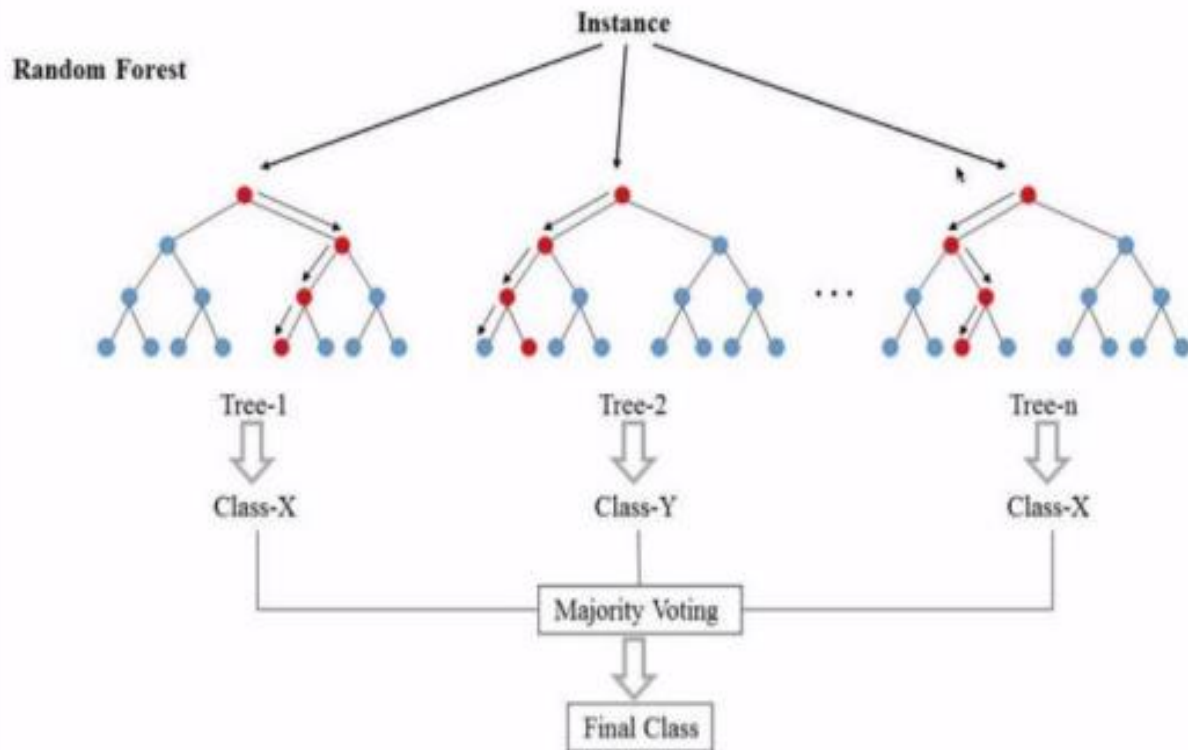 Instance
Random Forest
...
Tree-1
Tree-2
Tree-n
Class-X
Class-Y
Class-X
Majority Voting
Final Class